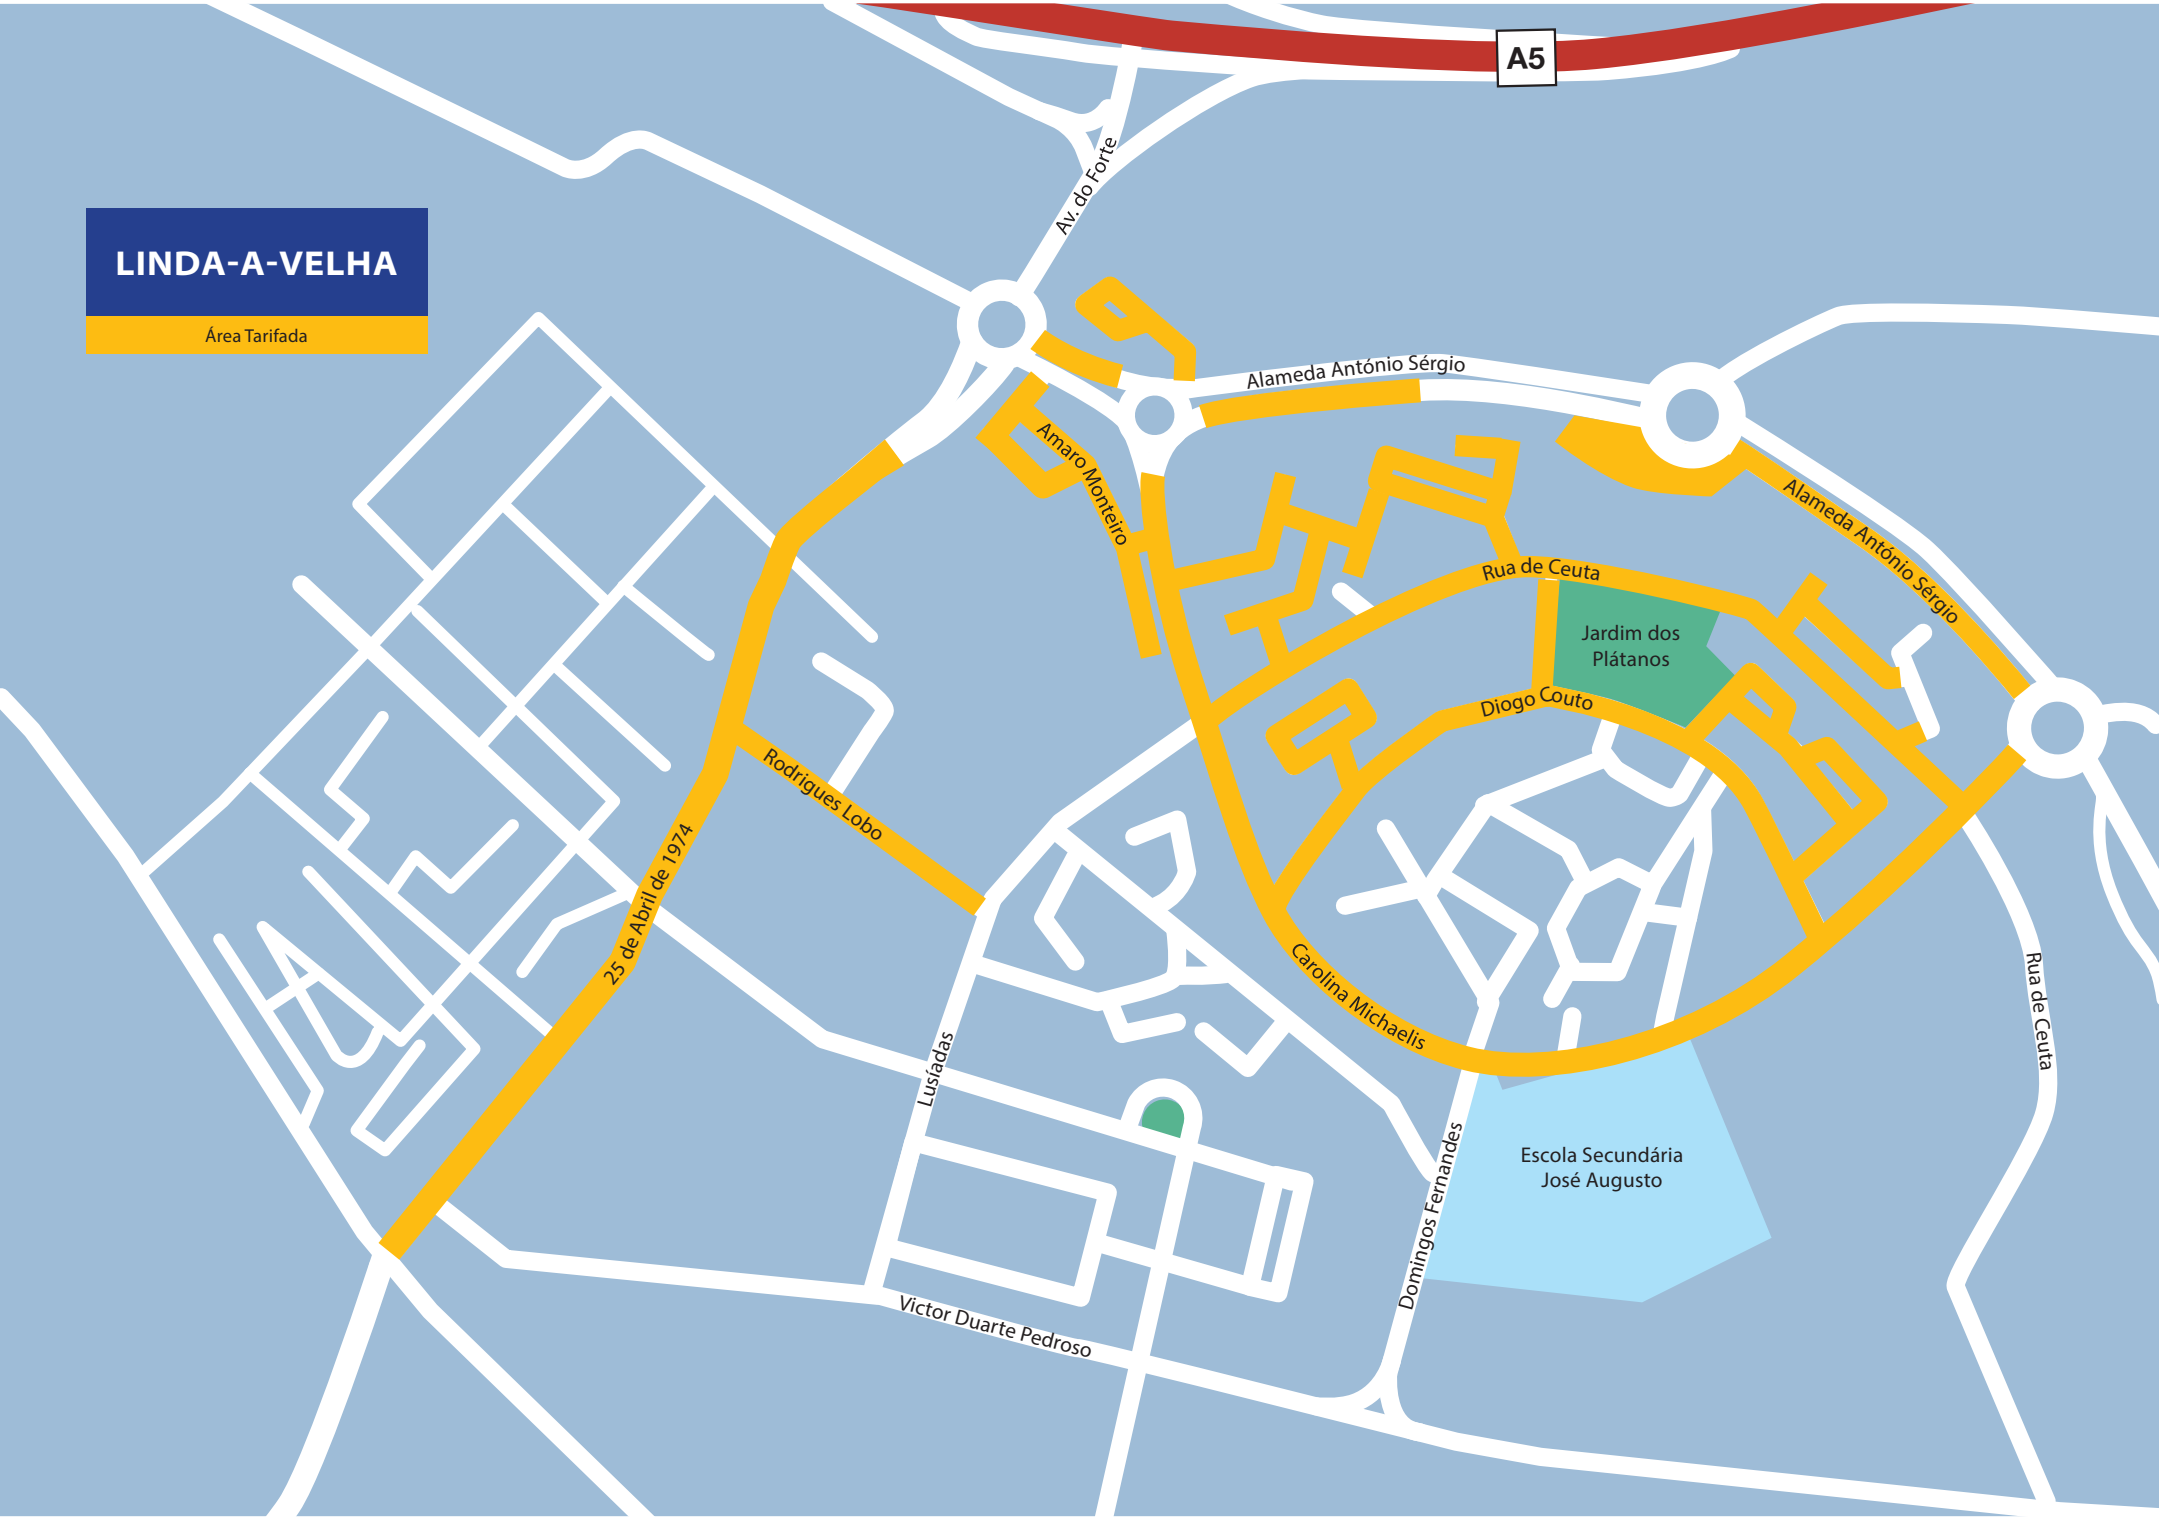 A5
Av. do Forte
LINDA-A-VELHA
Área Tarifada
Alameda António Sérgio
Amaro Monteiro
Alameda António Sérgio
Rua de Ceuta
Jardim dos
Plátanos
Diogo Couto
Rodrigues Lobo
25 de Abril de 1974
Carolina Michaelis
Rua de Ceuta
Lusíadas
Escola Secundária
José Augusto
Domingos Fernandes
Victor Duarte Pedroso